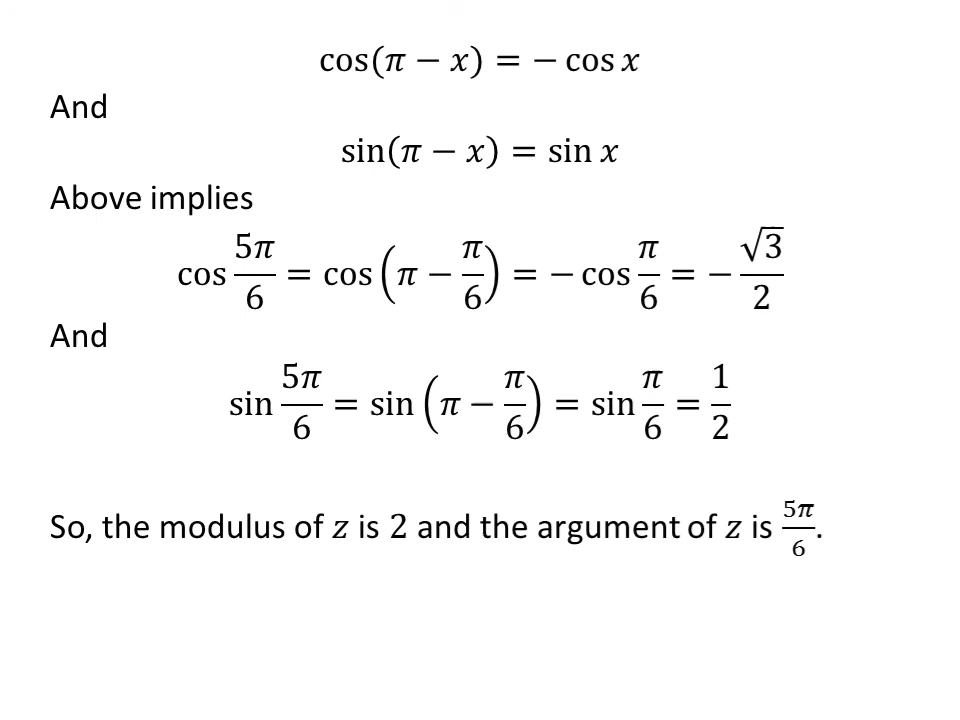 cos(π − x) = − cos x
And
sin(π − x) = sin x
Above implies
cos 5π/6 = cos (π − π/6) = − cos π/6 = − √3/2
And
sin 5π/6 = sin (π − π/6) = sin π/6 = 1/2
So, the modulus of z is 2 and the argument of z is 5π/6.